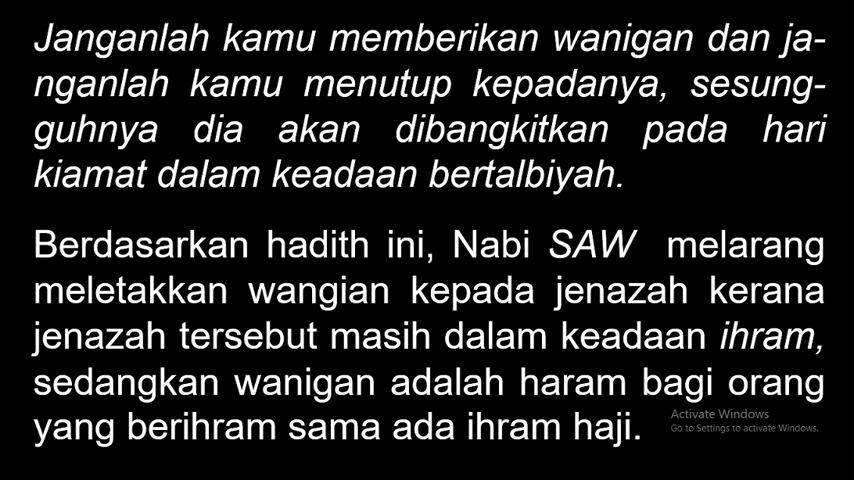 Janganlah kamu memberikan wanigan dan ja-
nganlah kamu menutup kepadanya, sesung-
guhnya dia akan dibangkitkan pada hari
kiamat dalam keadaan bertalbiyah.
Berdasarkan hadith ini, Nabi SAW melarang
meletakkan wangian kepada jenazah kerana
jenazah tersebut masih dalam keadaan ihram,
sedangkan wanigan adalah haram bagi orang
yang berihram sama ada ihram haji.
Activate Windows
Go to Settings to activate Windows.